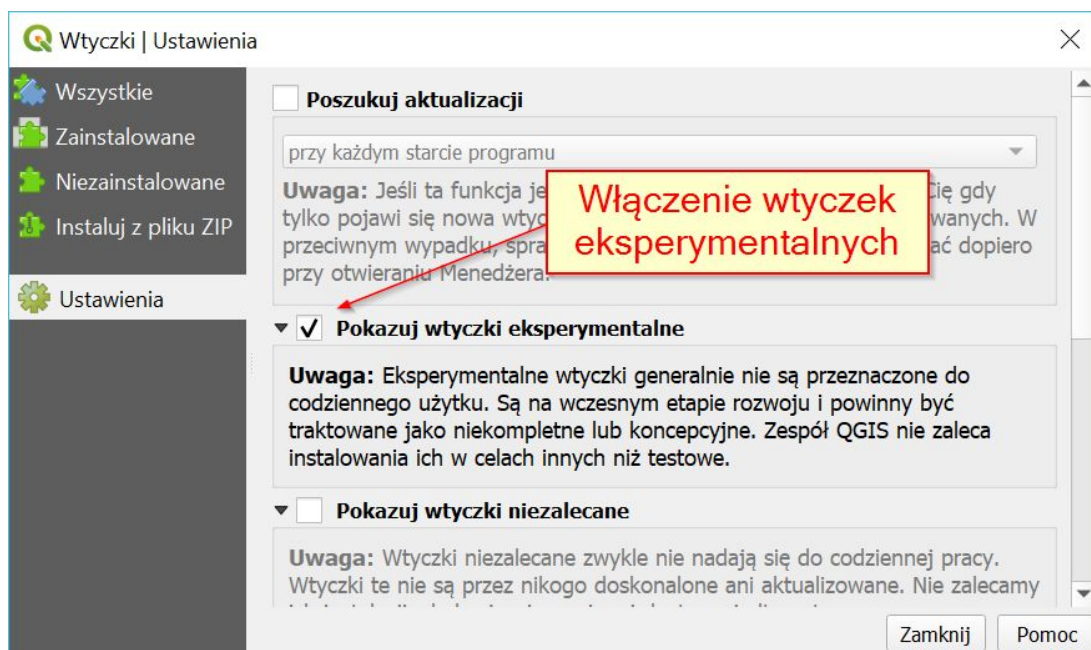 Wtyczki | Ustawienia
Wszystkie
Zainstalowane
Niezainstalowane
Instaluj z pliku ZIP
Ustawienia
Poszukuj aktualizacji
przy każdym starcie programu
Uwaga: Jeśli ta funkcja je Cię gdy
tylko pojawi się nowa wtyc wanych. W
przeciwnym wypadku, spra ać dopiero
przy otwieraniu Menedżera.
Włączenie wtyczek
eksperymentalnych
Pokazuj wtyczki eksperymentalne
Uwaga: Eksperymentalne wtyczki generalnie nie są przeznaczone do
codziennego użytku. Są na wczesnym etapie rozwoju i powinny być
traktowane jako niekompletne lub koncepcyjne. Zespół QGIS nie zaleca
instalowania ich w celach innych niż testowe.
Pokazuj wtyczki niezalecane
Uwaga: Wtyczki niezalecane zwykle nie nadają się do codziennej pracy.
Wtyczki te nie są przez nikogo doskonalone ani aktualizowane. Nie zalecamy
Zamknij
Pomoc